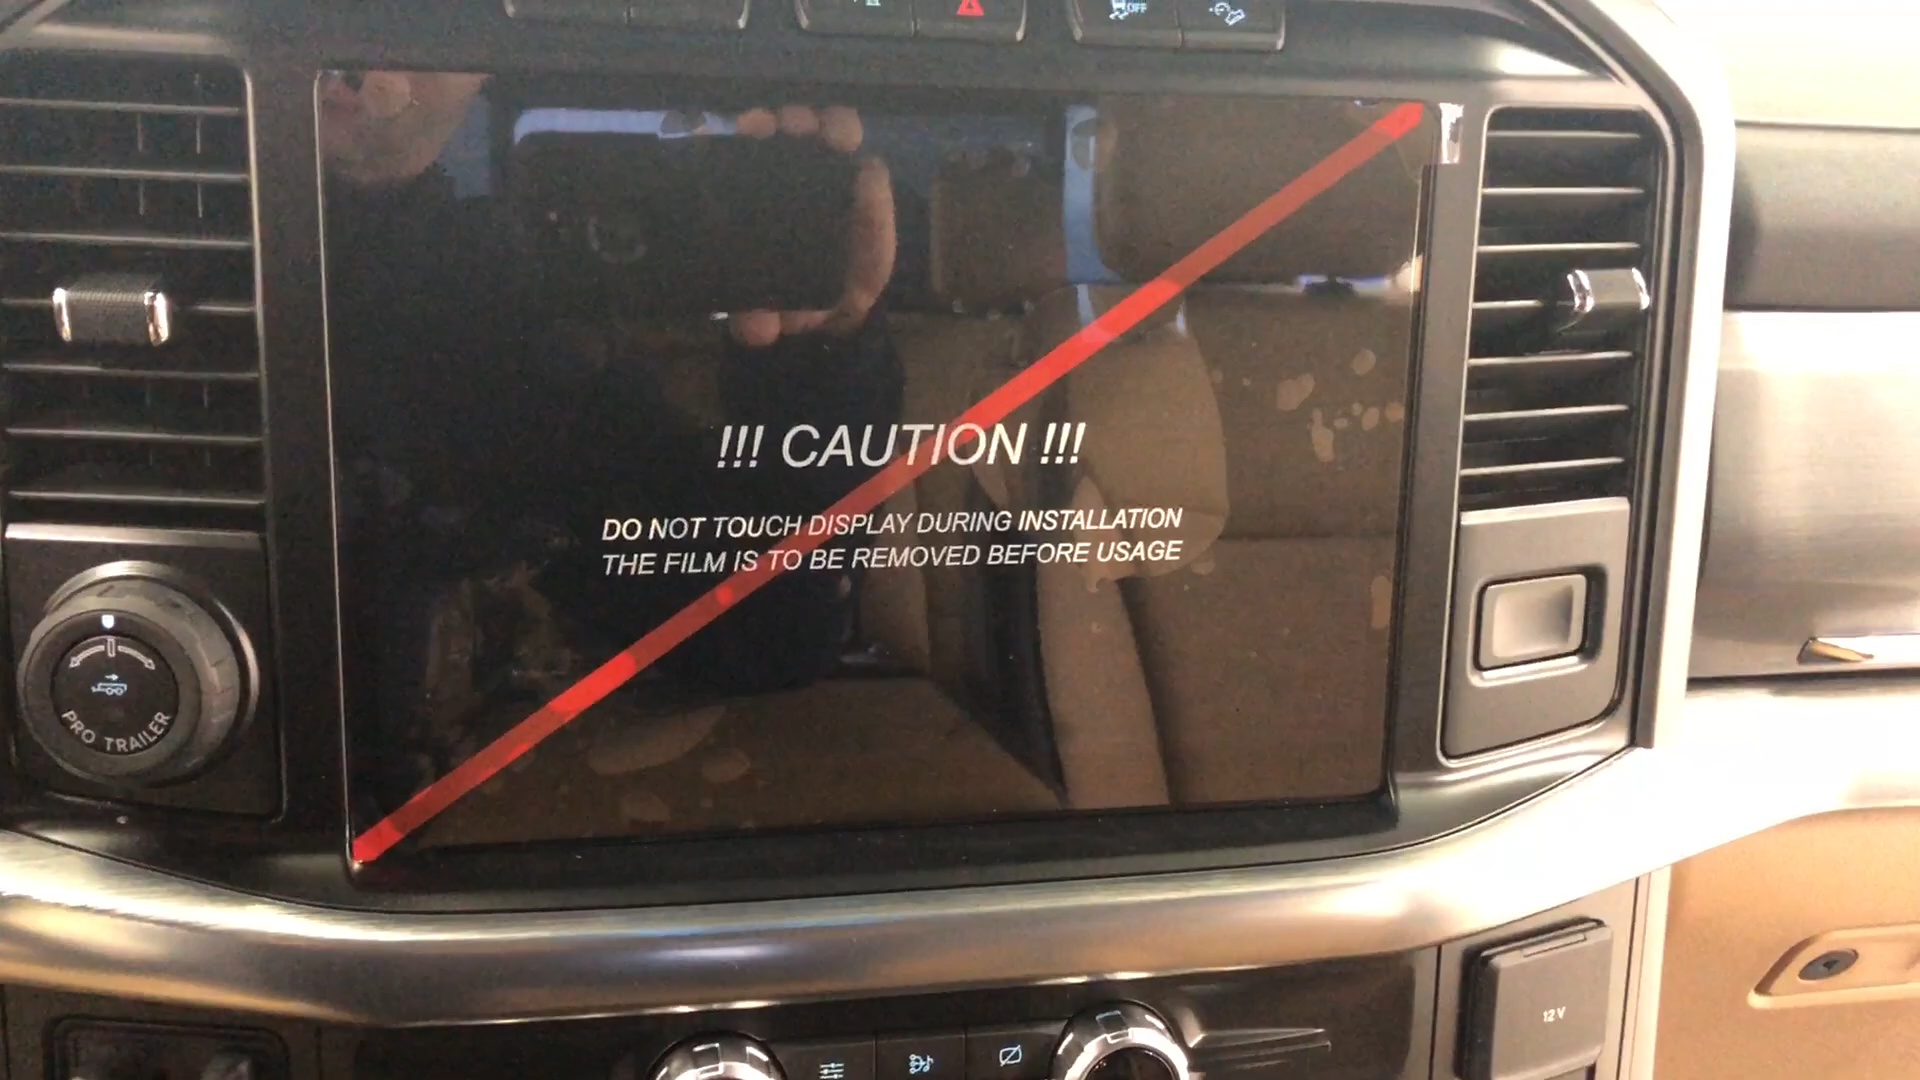 OFF
!!! CAUTION !!!
DO NOT TOUCH DISPLAY DURING INSTALLATION
THE FILM IS TO BE REMOVED BEFORE USAGE
PRO TRAILER
12V